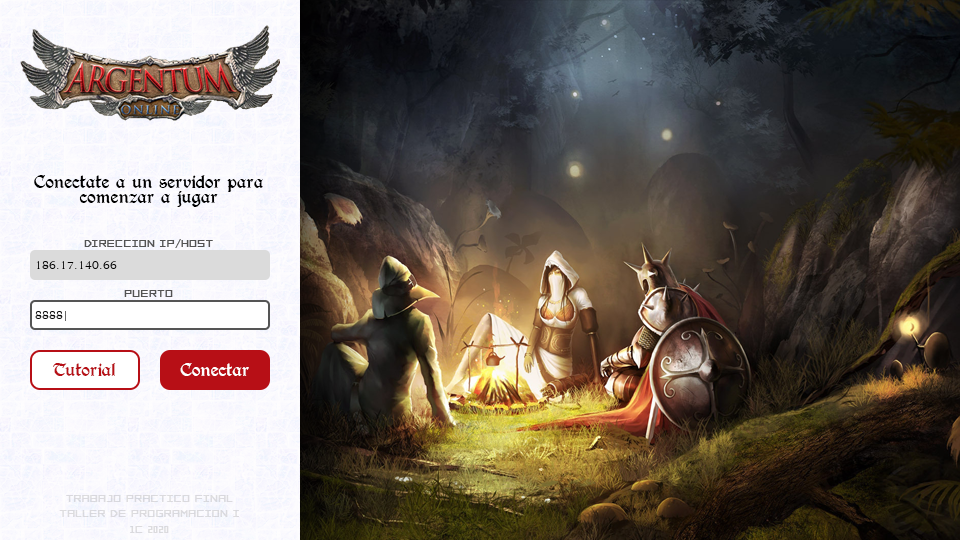 ARGENTUM
ONLINE
Conectate a un servidor para
comenzar a jugar
DIRECCION IP/HOST
186.17.140.66
PUERTO
8888
Tutorial
Conectar
TRABAJO PRACTICO FINAL
TALLER DE PROGRAMACION I
1C 2020